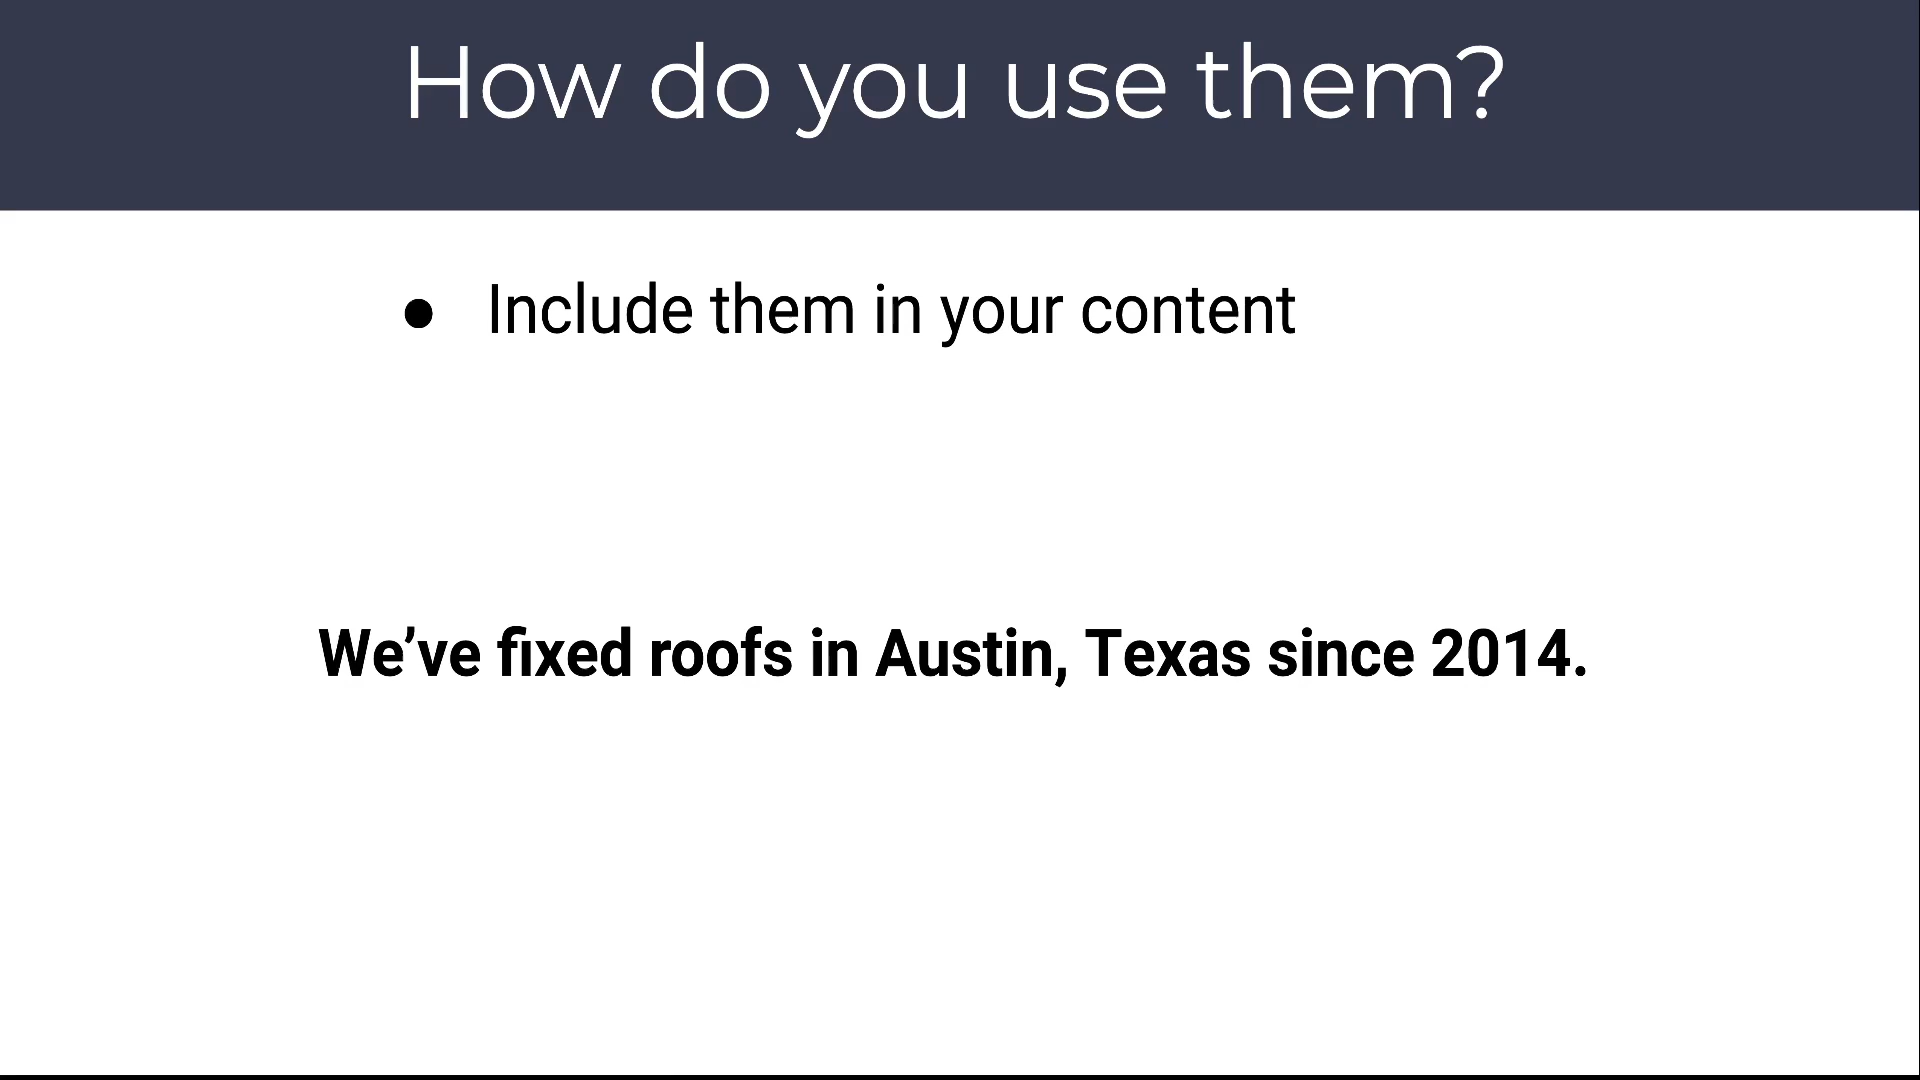 How do you use them?
● Include them in your content
We’ve fixed roofs in Austin, Texas since 2014.